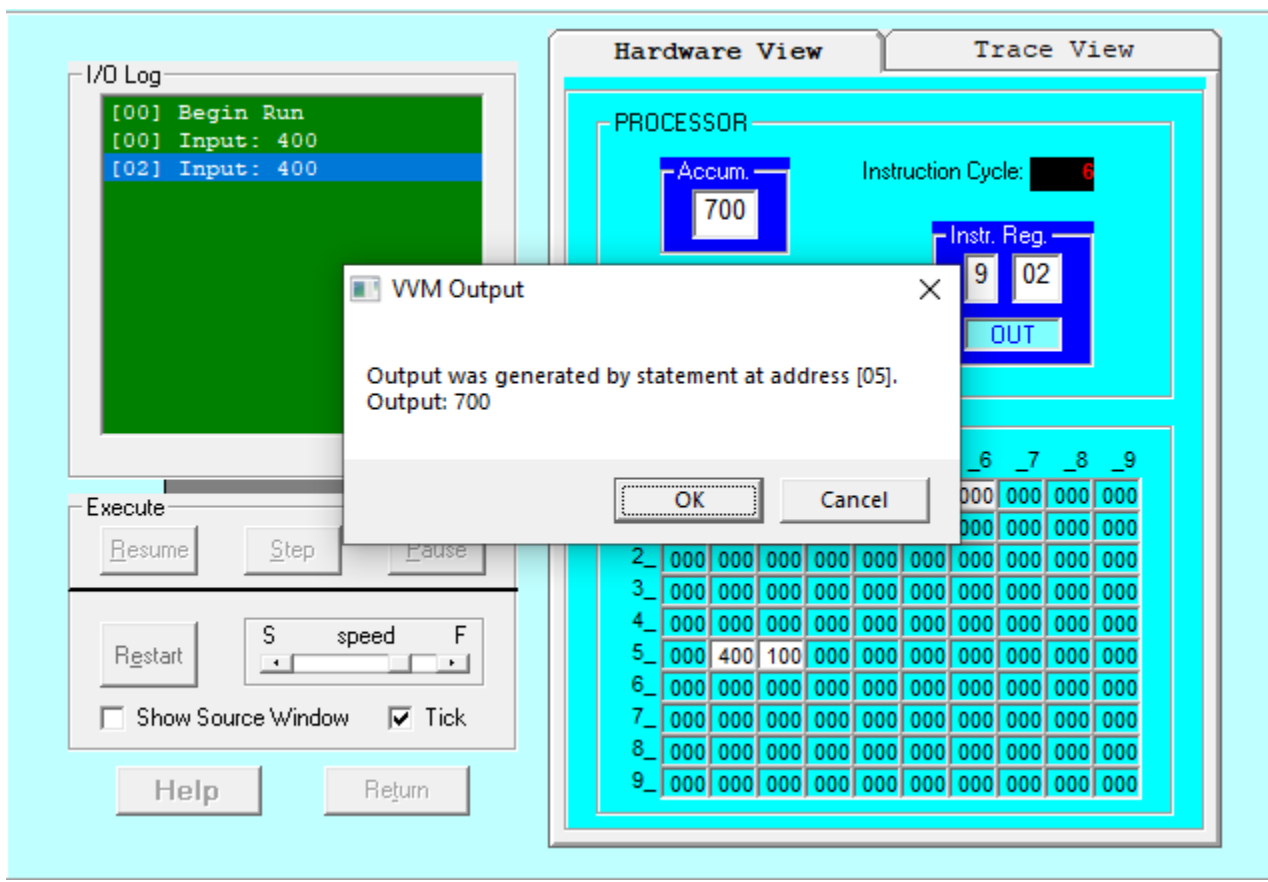 Hardware View
Trace View
I/O Log
[00] Begin Run
[00] Input: 400
[02] Input: 400
PROCESSOR
Accum.
700
Instruction Cycle: 6
Instr. Reg.
9 02
OUT
VVM Output
Output was generated by statement at address [05].
Output: 700
OK
Cancel
_6 _7 _8 _9
000 000 000 000
000 000 000 000
2_ 000 000 000 000 000 000 000 000 000 000
3_ 000 000 000 000 000 000 000 000 000 000
4_ 000 000 000 000 000 000 000 000 000 000
5_ 000 400 100 000 000 000 000 000 000 000
6_ 000 000 000 000 000 000 000 000 000 000
7_ 000 000 000 000 000 000 000 000 000 000
8_ 000 000 000 000 000 000 000 000 000 000
9_ 000 000 000 000 000 000 000 000 000 000
Execute
Resume
Step
Pause
Restart
S speed F
Show Source Window
Tick
Help
Return